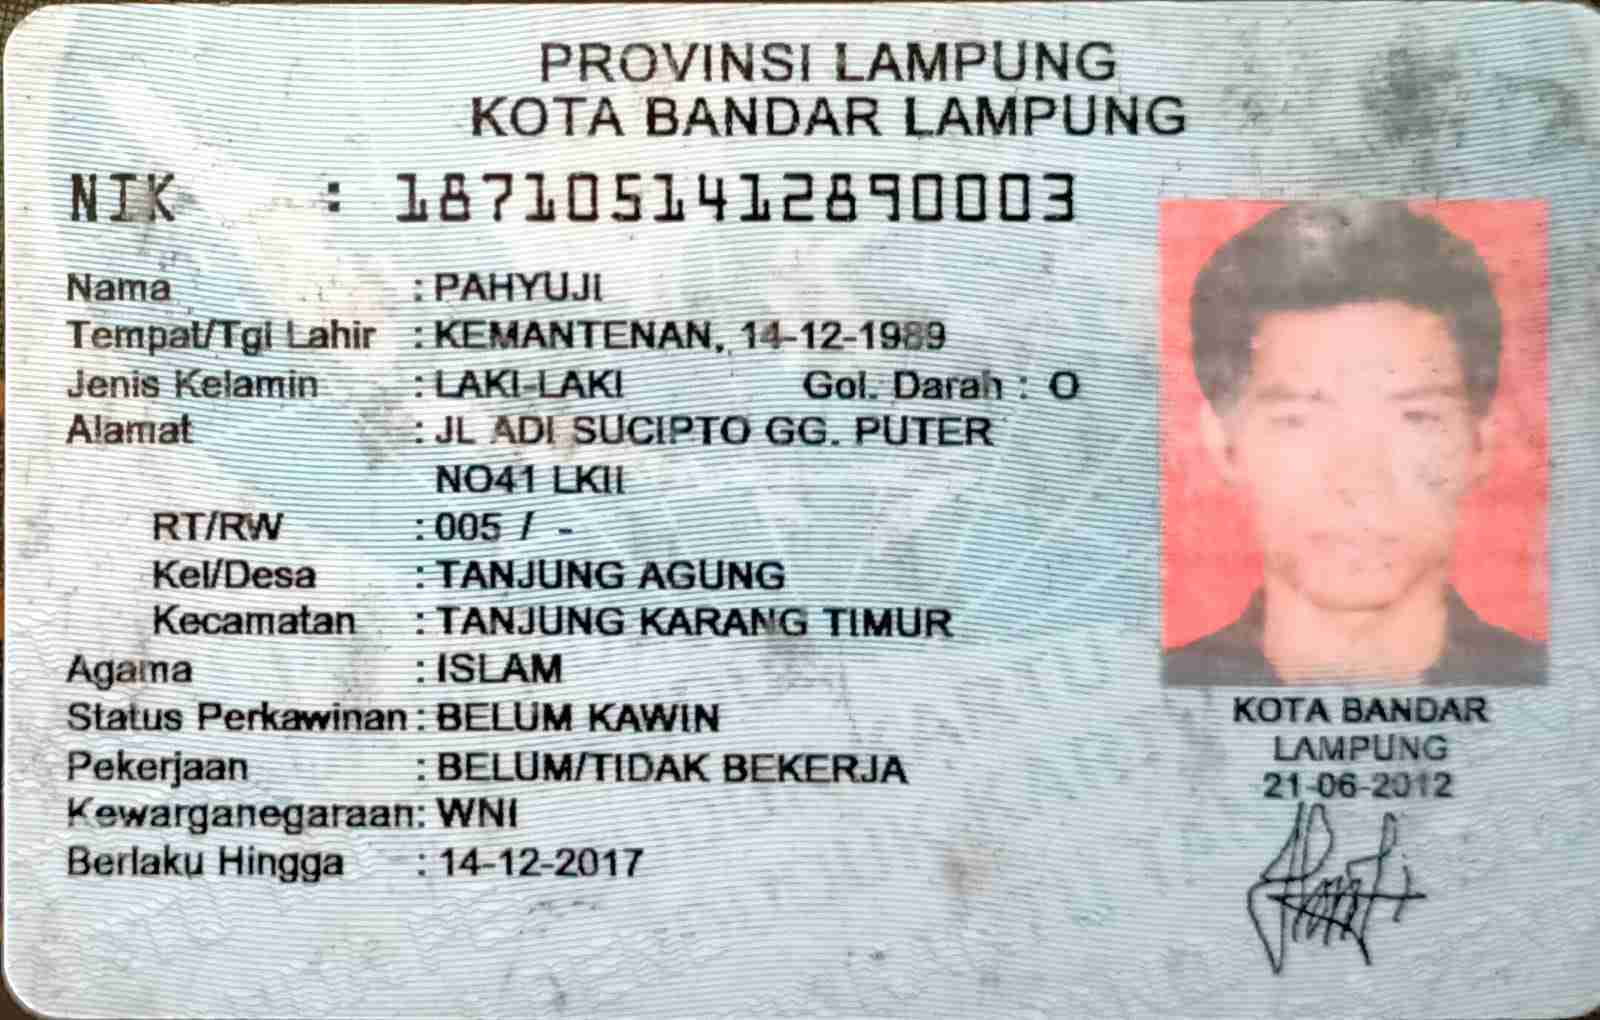 PROVINSI LAMPUNG
KOTA BANDAR LAMPUNG
NIK : 1871051412890003
Nama : PAHYUJI
Tempat/Tgl Lahir : KEMANTENAN, 14-12-1989
Jenis Kelamin : LAKI-LAKI Gol. Darah : O
Alamat : JL ADI SUCIPTO GG. PUTER
NO41 LKII
RT/RW : 005 / -
Kel/Desa : TANJUNG AGUNG
Kecamatan : TANJUNG KARANG TIMUR
Agama : ISLAM
Status Perkawinan : BELUM KAWIN
Pekerjaan : BELUM/TIDAK BEKERJA
Kewarganegaraan: WNI
Berlaku Hingga : 14-12-2017
KOTA BANDAR
LAMPUNG
21-06-2012